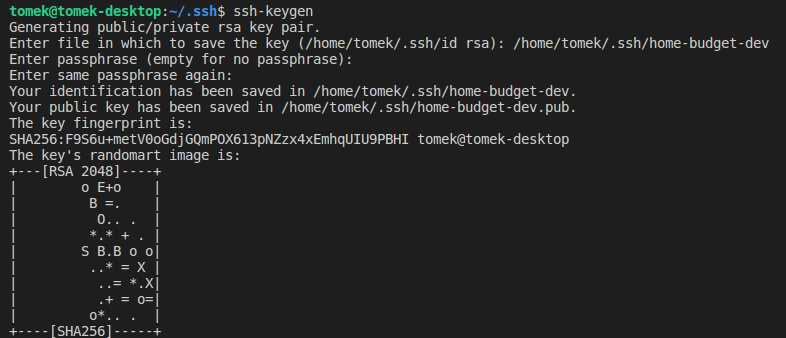 tomek@tomek-desktop:~/.ssh$ ssh-keygen
Generating public/private rsa key pair.
Enter file in which to save the key (/home/tomek/.ssh/id rsa): /home/tomek/.ssh/home-budget-dev
Enter passphrase (empty for no passphrase):
Enter same passphrase again:
Your identification has been saved in /home/tomek/.ssh/home-budget-dev.
Your public key has been saved in /home/tomek/.ssh/home-budget-dev.pub.
The key fingerprint is:
SHA256:F9S6u+metV0oGdjGQmPOX613pNZzx4xEmhqUIU9PBHI tomek@tomek-desktop
The key's randomart image is:
+---[RSA 2048]----+
|        o E+o    |
|         B =.    |
|          O.. .  |
|         *.* + . |
|        S B.B o o|
|         ..* = X |
|          ..= *.X|
|          .+ = o=|
|         o*.. .  |
+----[SHA256]-----+